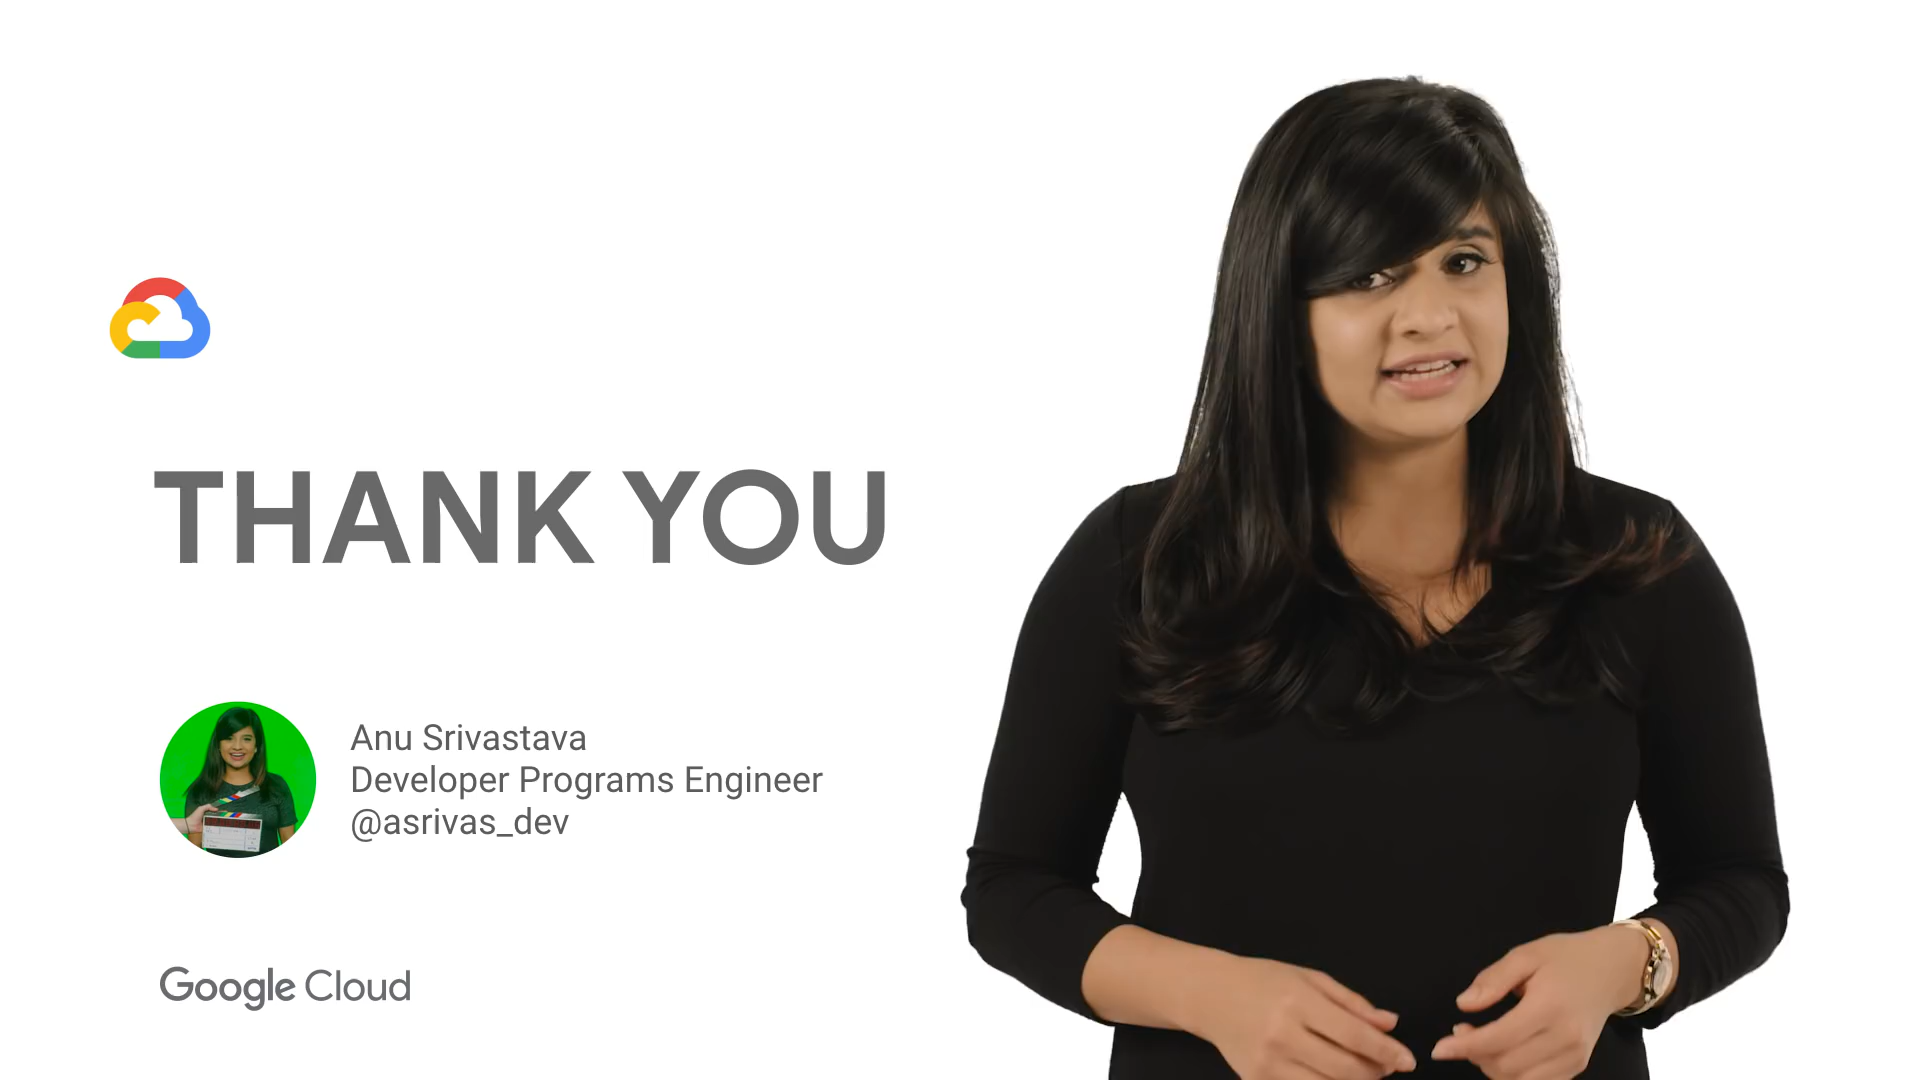 THANK YOU
Anu Srivastava
Developer Programs Engineer
@asrivas_dev
Google Cloud